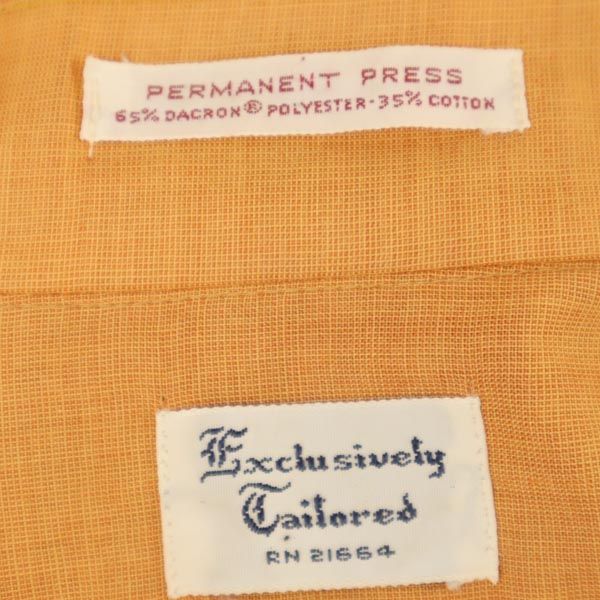 PERMANENT PRESS
65% DACRON® POLYESTER-35% COTTON
Exclusively
Tailored
RN 21664